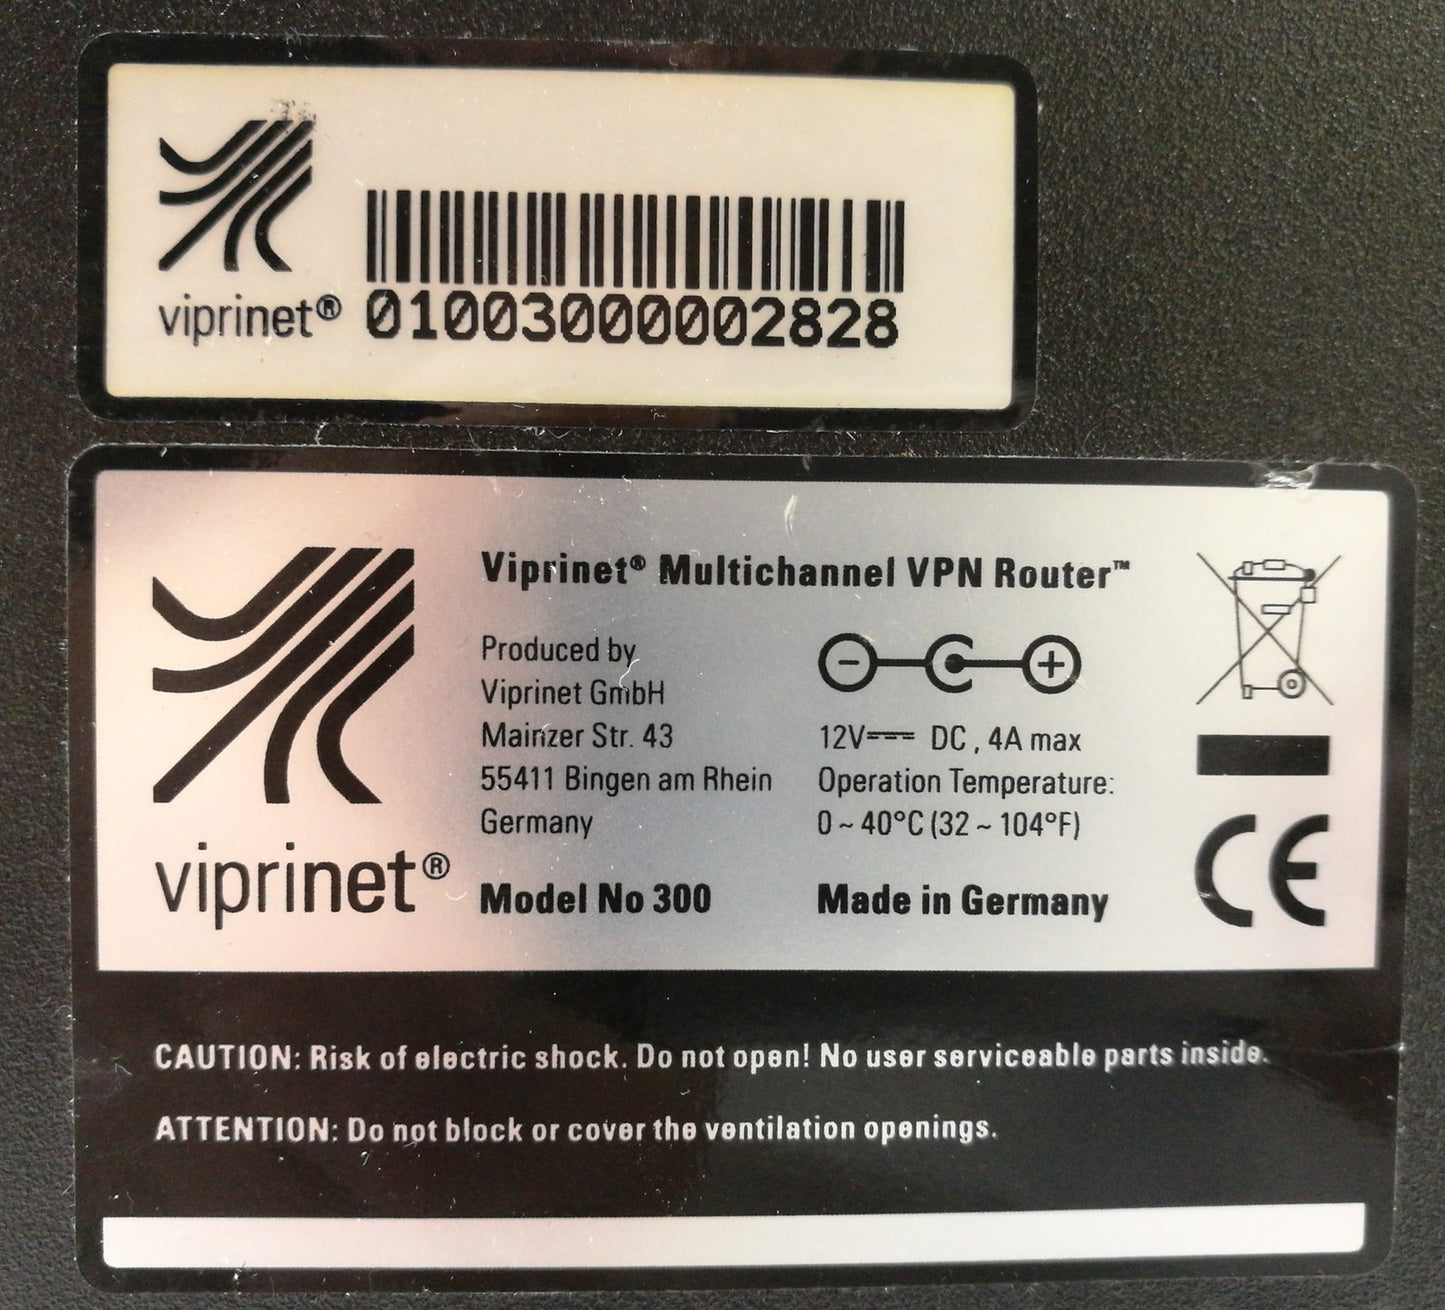 viprinet®
01003000002828
Viprinet® Multichannel VPN Router™
Produced by
Viprinet GmbH
Mainzer Str. 43
55411 Bingen am Rhein
Germany
Model No 300
12V⎓ DC , 4A max
Operation Temperature:
0 ~ 40°C (32 ~ 104°F)
Made in Germany
viprinet®
CE
CAUTION: Risk of electric shock. Do not open! No user serviceable parts inside.
ATTENTION: Do not block or cover the ventilation openings.